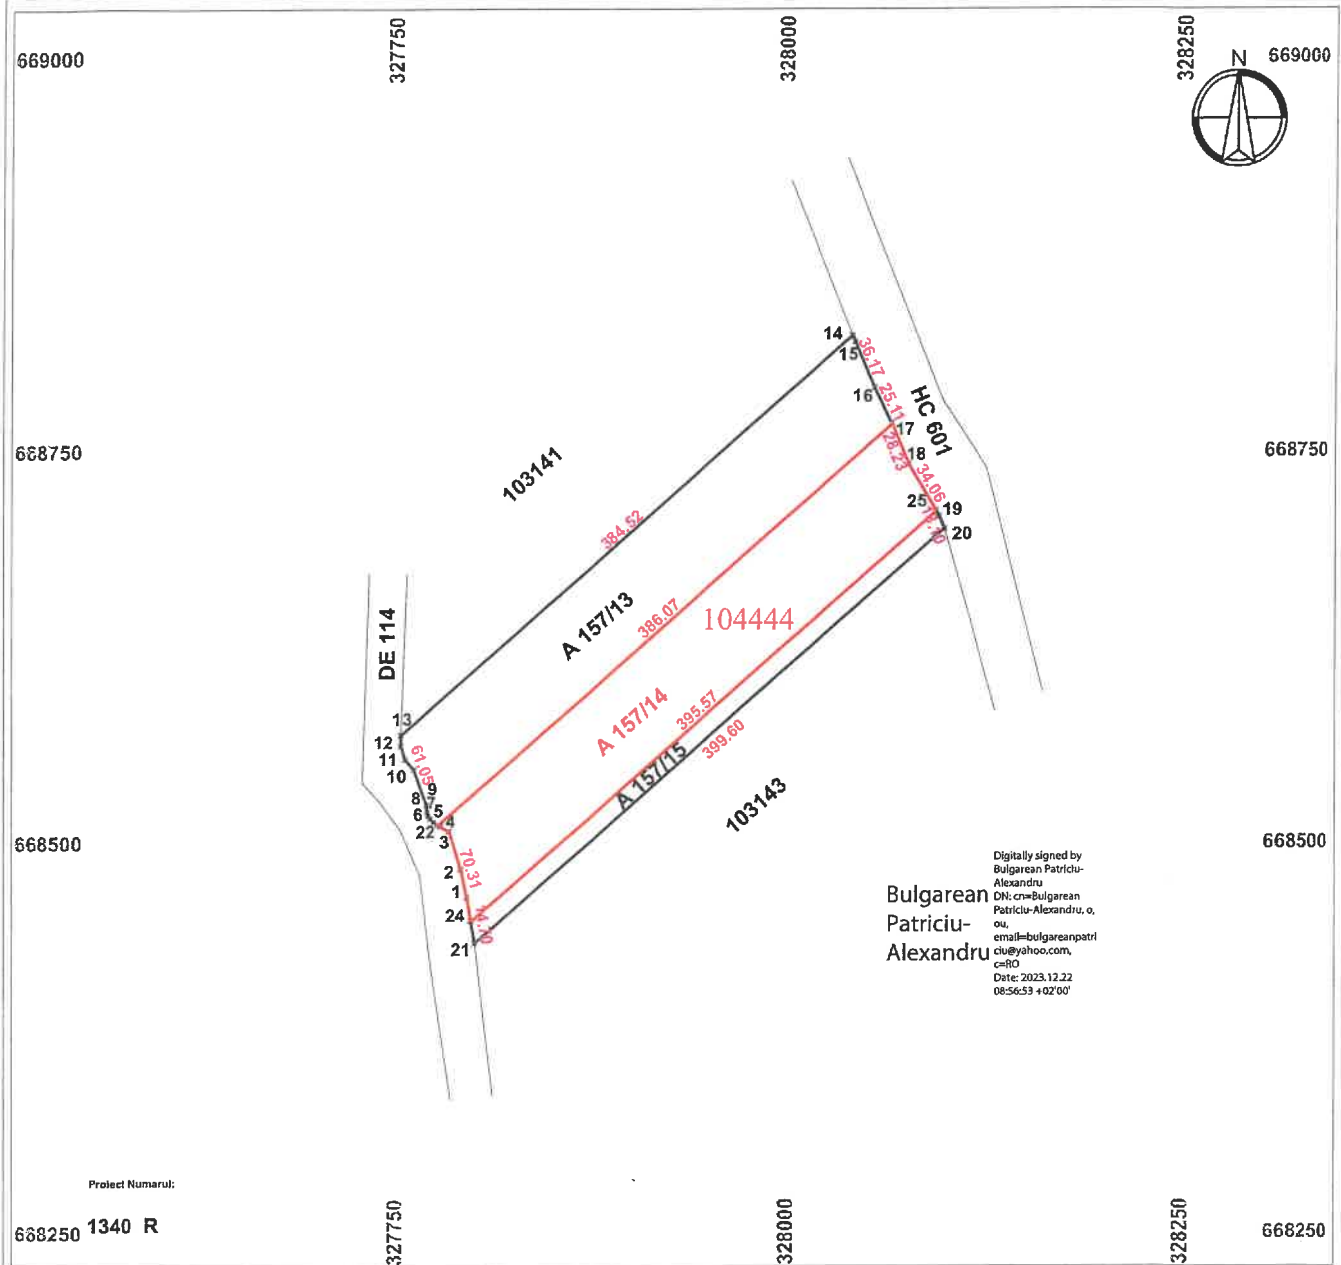 327750
328000
328250
669000
N
669000
14
15
36.17
16
25.11
HC 601
17
28.23
18
34.06
668750
668750
103141
25
19
20
384.52
A 157/13
386.07
104444
DE 114
A 157/14
395.57
399.60
A 157/15
103143
13
12
11
10
61.05
9
8
7
6
5
4
22
3
668500
668500
2
70.31
1
24
14.70
21
Bulgarean
Patriciu-
Alexandru
Digitally signed by
Bulgarean Patriciu-
Alexandru
DN: cn=Bulgarean
Patriciu-Alexandru, o,
ou,
email=bulgareanpatri
ciu@yahoo.com,
c=RO
Date: 2023.12.22
08:56:53 +02'00'
Proiect Numarul:
1340 R
668250
327750
328000
328250
668250